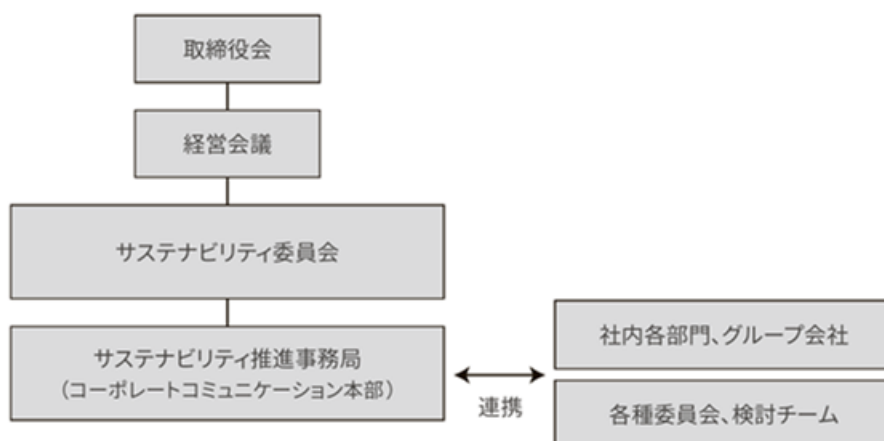 取締役会
経営会議
サステナビリティ委員会
サステナビリティ推進事務局
（コーポレートコミュニケーション本部）
連携
社内各部門、グループ会社
各種委員会、検討チーム